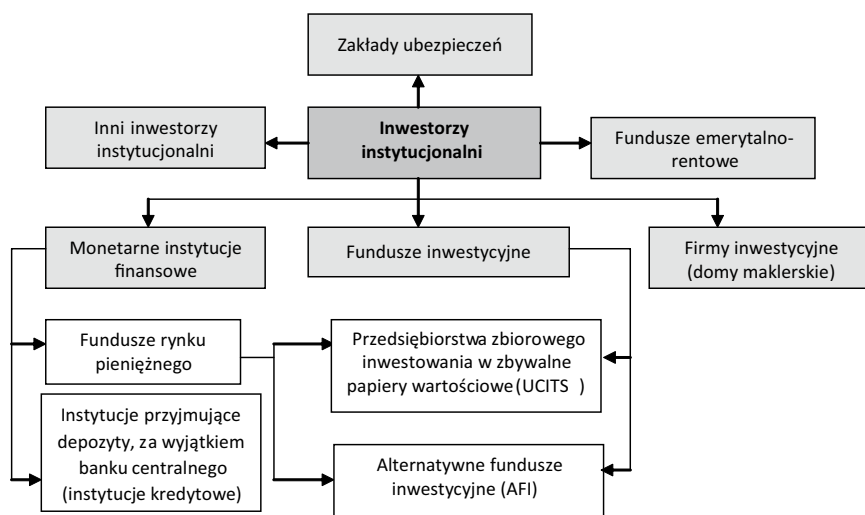 Zakłady ubezpieczeń
Inni inwestorzy
instytucjonalni
Inwestorzy
instytucjonalni
Fundusze emerytalno-
rentowe
Monetarne instytucje
finansowe
Fundusze inwestycyjne
Firmy inwestycyjne
(domy maklerskie)
Fundusze rynku
pieniężnego
Przedsiębiorstwa zbiorowego
inwestowania w zbywalne
papiery wartościowe (UCITS )
Instytucje przyjmujące
depozyty, za wyjątkiem
banku centralnego
(instytucje kredytowe)
Alternatywne fundusze
inwestycyjne (AFI)